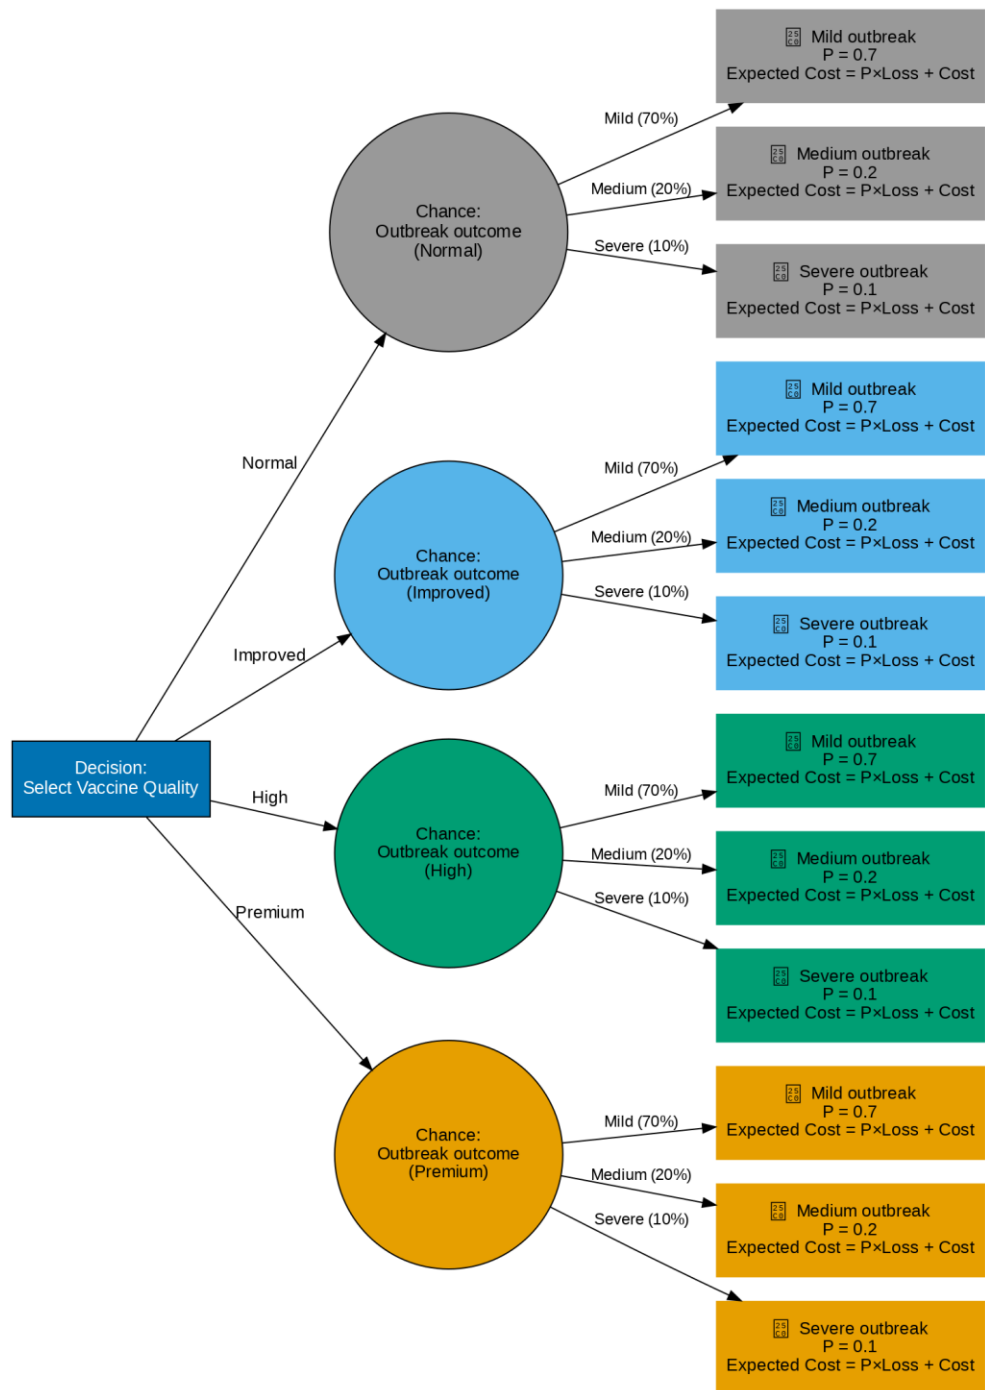 Mild outbreak
P = 0.7
Expected Cost = P×Loss + Cost
Mild (70%)
Medium outbreak
P = 0.2
Expected Cost = P×Loss + Cost
Medium (20%)
Chance:
Outbreak outcome
(Normal)
Severe (10%)
Severe outbreak
P = 0.1
Expected Cost = P×Loss + Cost
Normal
Mild outbreak
P = 0.7
Expected Cost = P×Loss + Cost
Mild (70%)
Medium outbreak
P = 0.2
Expected Cost = P×Loss + Cost
Medium (20%)
Chance:
Outbreak outcome
(Improved)
Severe (10%)
Severe outbreak
P = 0.1
Expected Cost = P×Loss + Cost
Improved
Decision:
Select Vaccine Quality
High
Mild outbreak
P = 0.7
Expected Cost = P×Loss + Cost
Mild (70%)
Medium outbreak
P = 0.2
Expected Cost = P×Loss + Cost
Medium (20%)
Chance:
Outbreak outcome
(High)
Severe (10%)
Severe outbreak
P = 0.1
Expected Cost = P×Loss + Cost
Premium
Mild outbreak
P = 0.7
Expected Cost = P×Loss + Cost
Mild (70%)
Chance:
Outbreak outcome
(Premium)
Medium (20%)
Medium outbreak
P = 0.2
Expected Cost = P×Loss + Cost
Severe (10%)
Severe outbreak
P = 0.1
Expected Cost = P×Loss + Cost